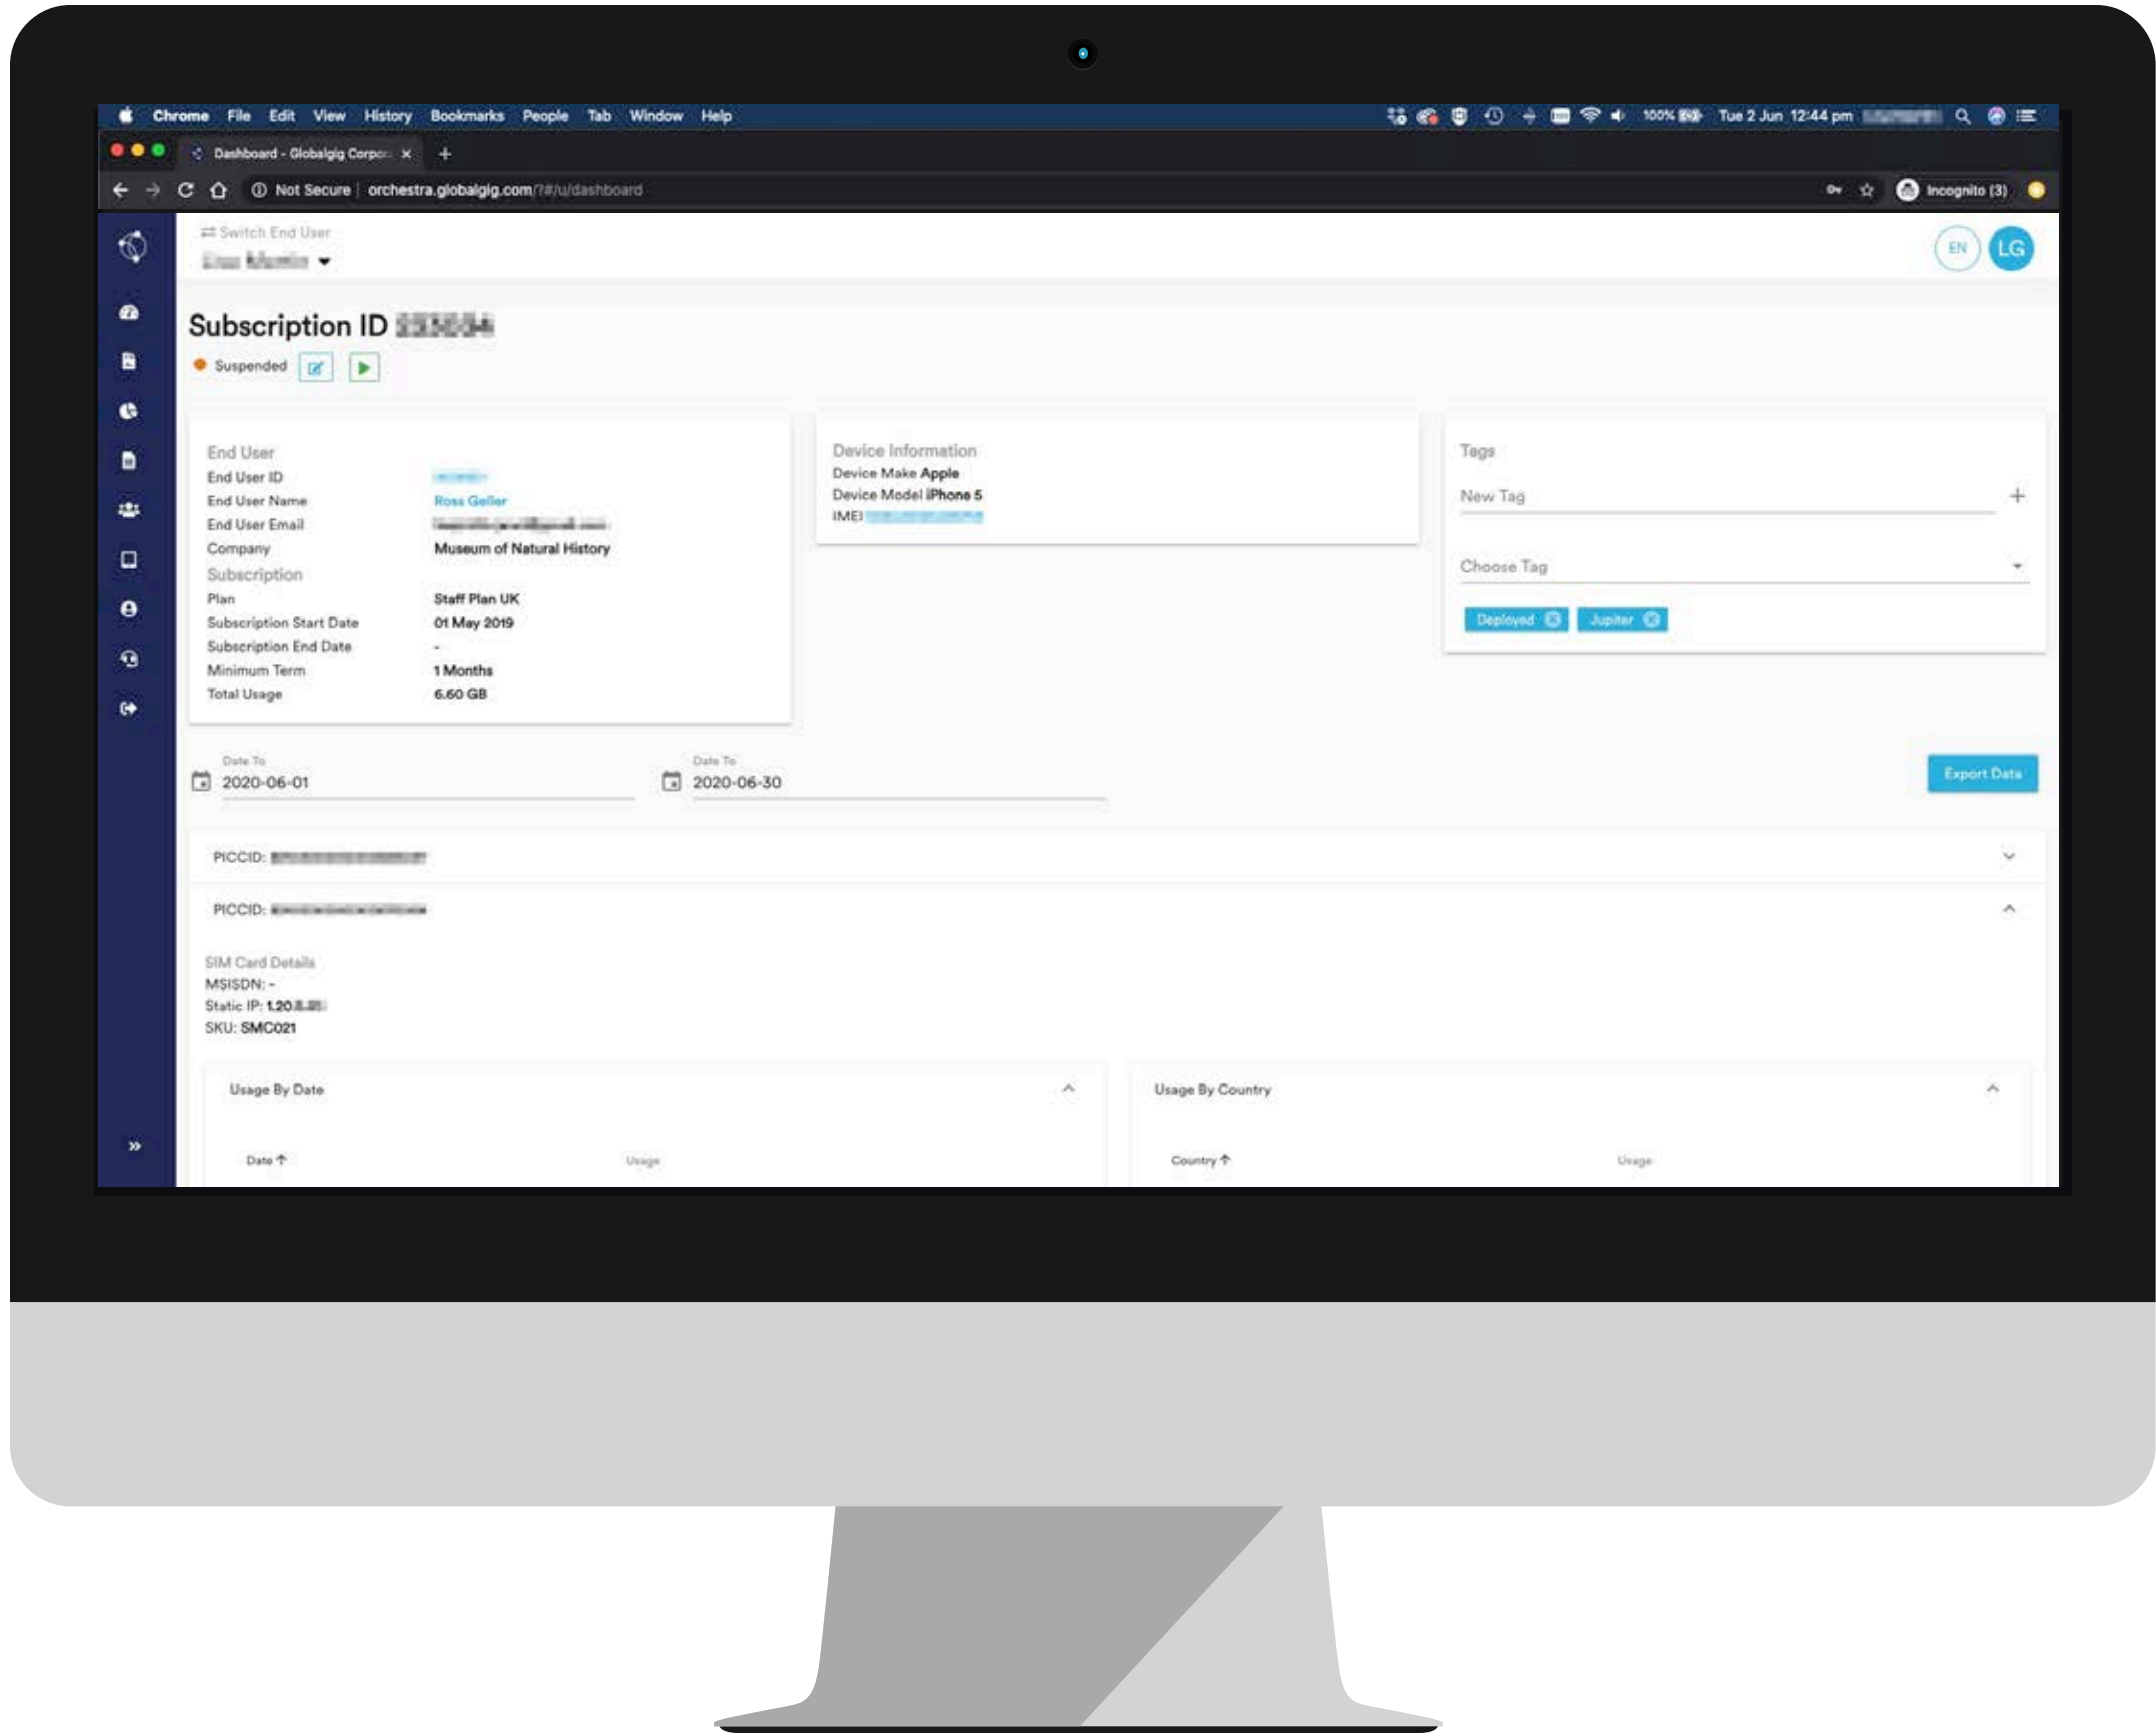 Chrome File Edit View History Bookmarks People Tab Window Help 100% Tue 2 Jun 12:44 pm
Dashboard - Globalgig Corpor
Not Secure orchestra.globalgig.com/?#/u/dashboard Incognito (3)
Switch End User
EN LG
Subscription ID
Suspended
End User
End User ID
End User Name Ross Geller
End User Email
Company Museum of Natural History
Subscription
Plan Staff Plan UK
Subscription Start Date 01 May 2019
Subscription End Date -
Minimum Term 1 Months
Total Usage 6.60 GB
Device Information
Device Make Apple
Device Model iPhone 5
IMEI
Tags
New Tag
Choose Tag
Deployed Jupiter
Date To
2020-06-01
Date To
2020-06-30
Export Data
PICCID:
PICCID:
SIM Card Details
MSISDN: -
Static IP: 1.20
SKU: SMC021
Usage By Date
Date Usage
Usage By Country
Country Usage